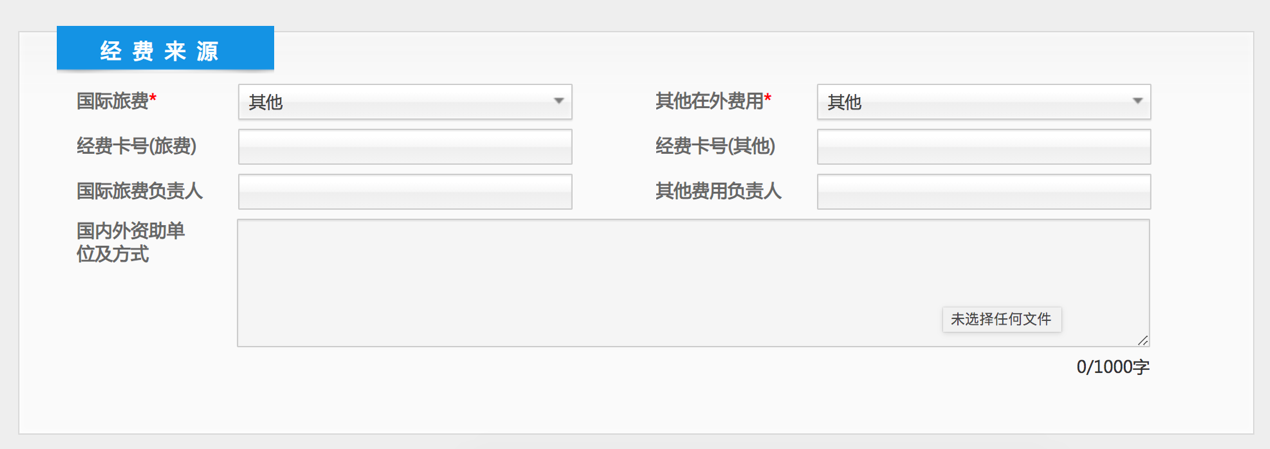 经费来源
国际旅费* 其他 其他在外费用* 其他
经费卡号(旅费) 经费卡号(其他)
国际旅费负责人 其他费用负责人
国内外资助单
位及方式
未选择任何文件
0/1000字